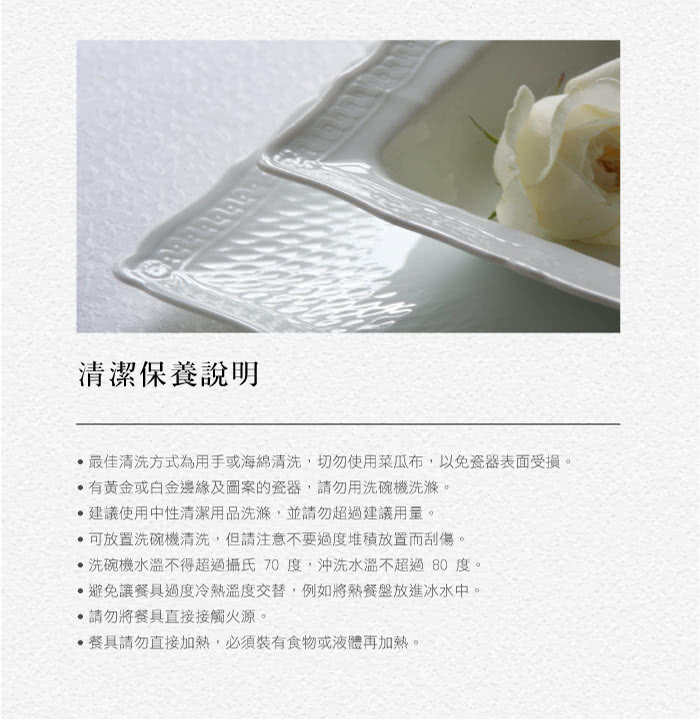 清潔保養說明
• 最佳清洗方式為用手或海綿清洗，切勿使用菜瓜布，以免瓷器表面受損。
• 有黃金或白金邊緣及圖案的瓷器，請勿用洗碗機洗滌。
• 建議使用中性清潔用品洗滌，並請勿超過建議用量。
• 可放置洗碗機清洗，但請注意不要過度堆積放置而刮傷。
• 洗碗機水溫不得超過攝氏 70 度，沖洗水溫不超過 80 度。
• 避免讓餐具過度冷熱溫度交替，例如將熱餐盤放進冰水中。
• 請勿將餐具直接接觸火源。
• 餐具請勿直接加熱，必須裝有食物或液體再加熱。